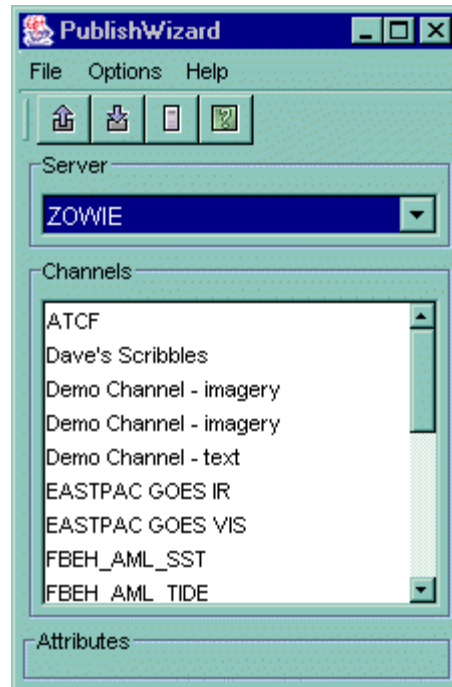 PublishWizard
File Options Help
Server
ZOWIE
Channels
ATCF
Dave's Scribbles
Demo Channel - imagery
Demo Channel - imagery
Demo Channel - text
EASTPAC GOES IR
EASTPAC GOES VIS
FBEH_AML_SST
FBEH_AML_TIDE
Attributes